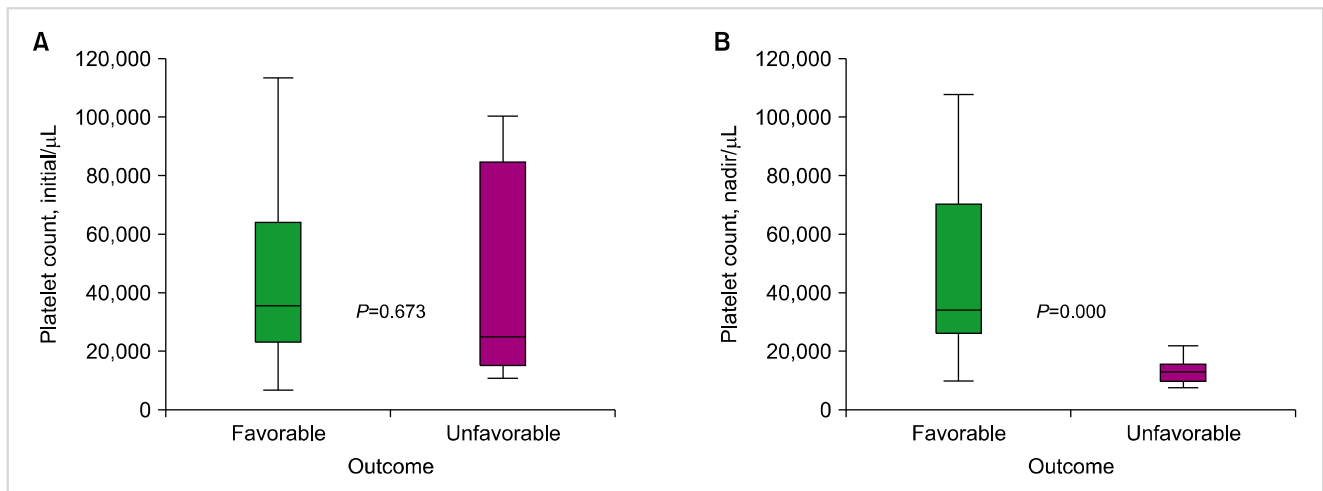 A
Platelet count, initial/μL
120,000
100,000
80,000
60,000
40,000
20,000
0
P=0.673
Favorable
Unfavorable
Outcome
B
Platelet count, nadir/μL
120,000
100,000
80,000
60,000
40,000
20,000
0
P=0.000
Favorable
Unfavorable
Outcome